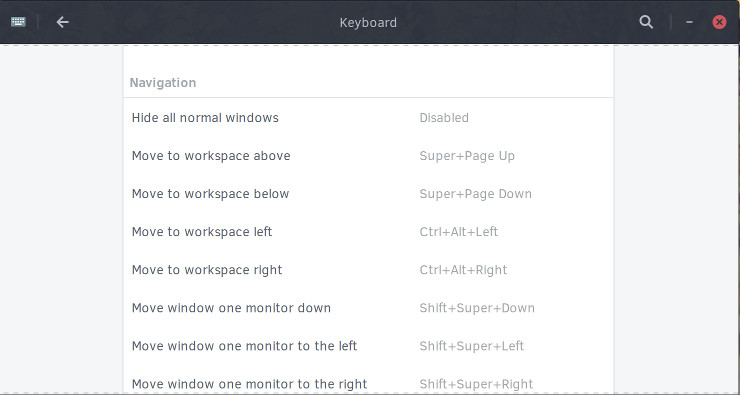 Keyboard
Navigation
Hide all normal windows Disabled
Move to workspace above Super+Page Up
Move to workspace below Super+Page Down
Move to workspace left Ctrl+Alt+Left
Move to workspace right Ctrl+Alt+Right
Move window one monitor down Shift+Super+Down
Move window one monitor to the left Shift+Super+Left
Move window one monitor to the right Shift+Super+Right